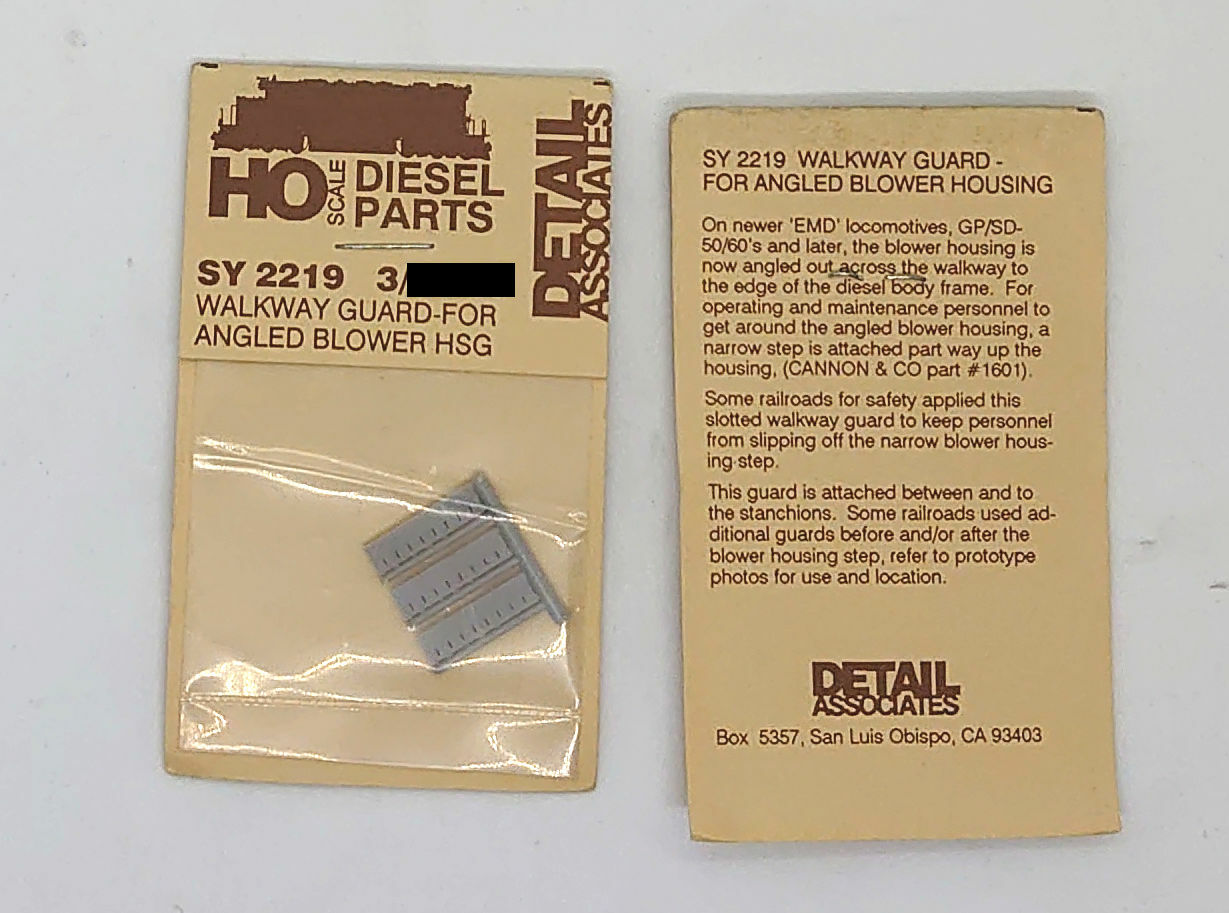 HO SCALE DIESEL
PARTS
DETAIL
ASSOCIATES
SY 2219 3/
WALKWAY GUARD-FOR
ANGLED BLOWER HSG
SY 2219 WALKWAY GUARD -
FOR ANGLED BLOWER HOUSING
On newer 'EMD' locomotives, GP/SD-
50/60's and later, the blower housing is
now angled out across the walkway to
the edge of the diesel body frame. For
operating and maintenance personnel to
get around the angled blower housing, a
narrow step is attached part way up the
housing, (CANNON & CO part #1601).
Some railroads for safety applied this
slotted walkway guard to keep personnel
from slipping off the narrow blower hous-
ing step.
This guard is attached between and to
the stanchions. Some railroads used ad-
ditional guards before and/or after the
blower housing step, refer to prototype
photos for use and location.
DETAIL
ASSOCIATES
Box 5357, San Luis Obispo, CA 93403